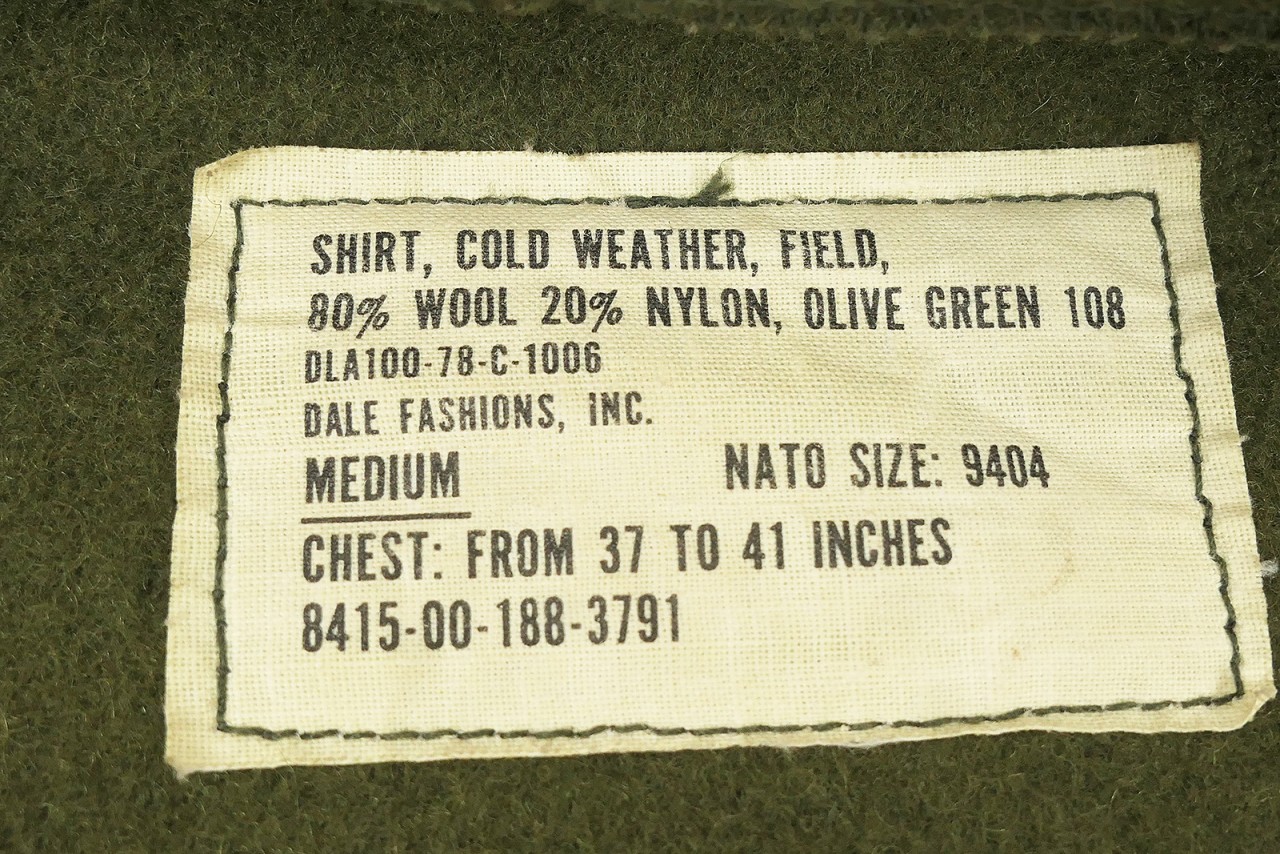 SHIRT, COLD WEATHER, FIELD,
80% WOOL 20% NYLON, OLIVE GREEN 108
DLA100-78-C-1006
DALE FASHIONS, INC.
MEDIUM NATO SIZE: 9404
CHEST: FROM 37 TO 41 INCHES
8415-00-188-3791